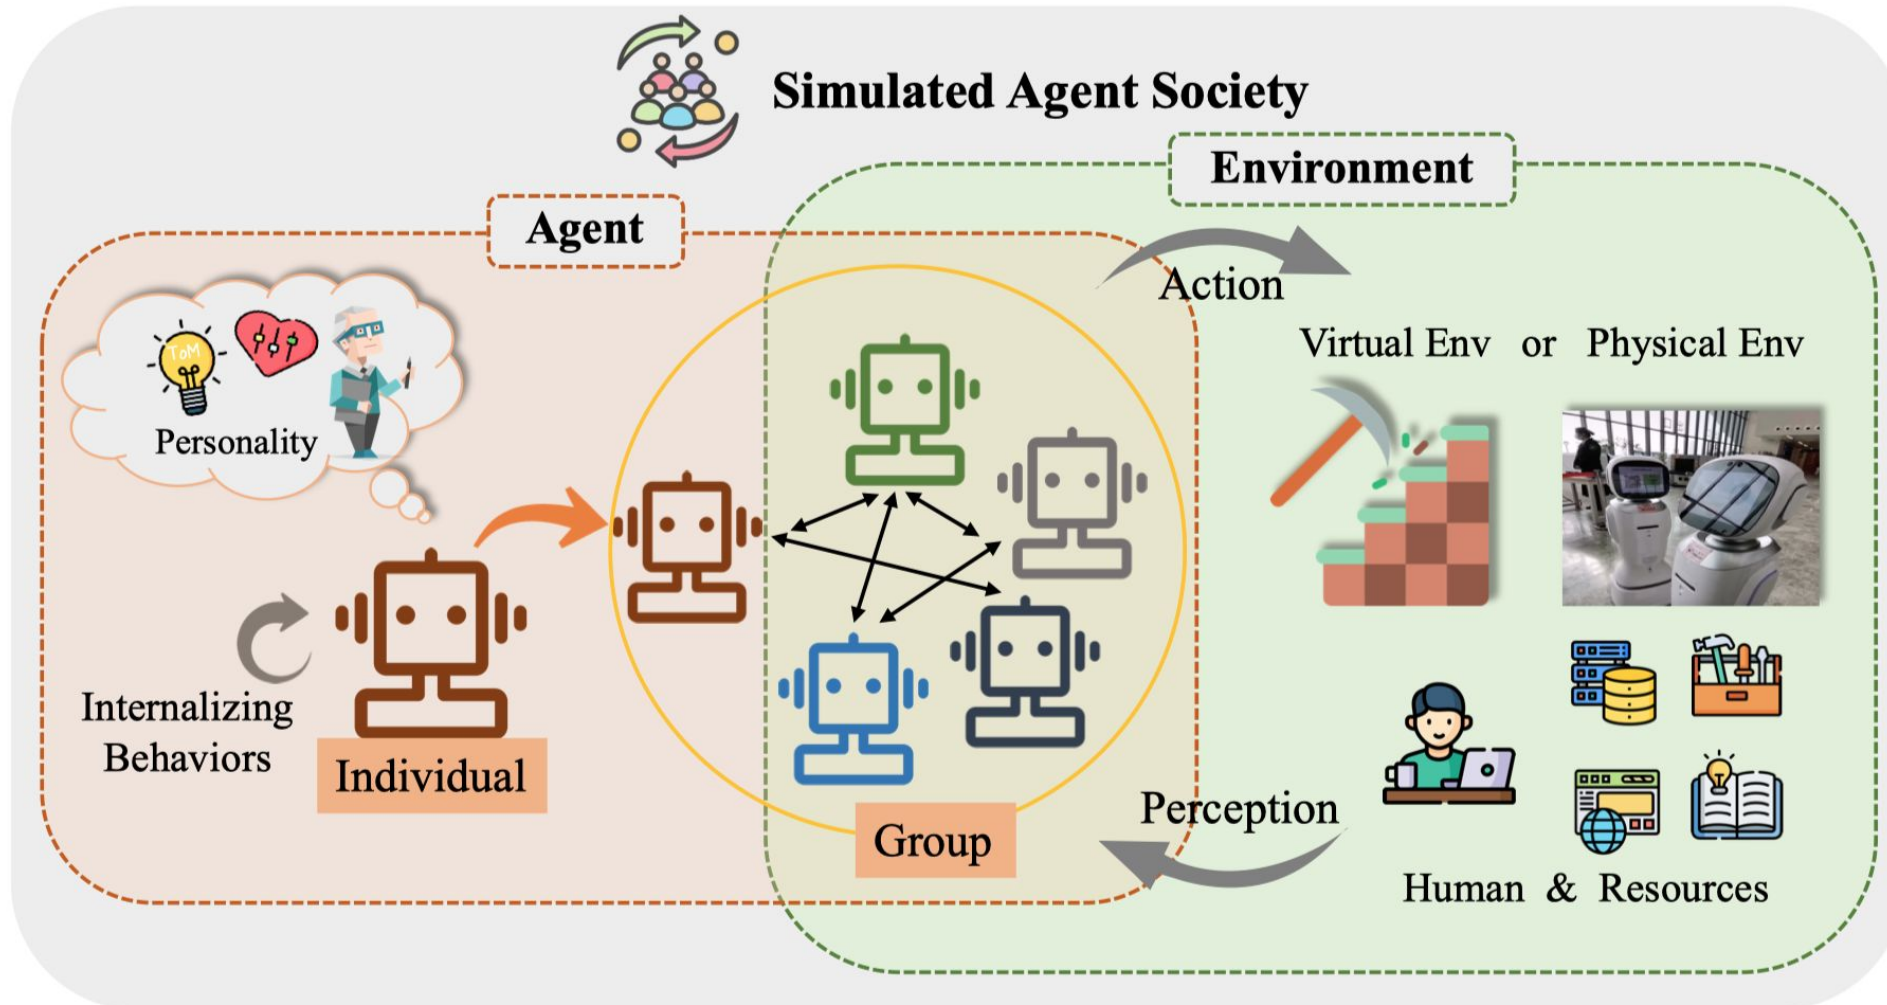 Simulated Agent Society
Environment
Agent
Action
ToM
Personality
Virtual Env or Physical Env
Internalizing
Behaviors
Individual
Group
Perception
Human & Resources